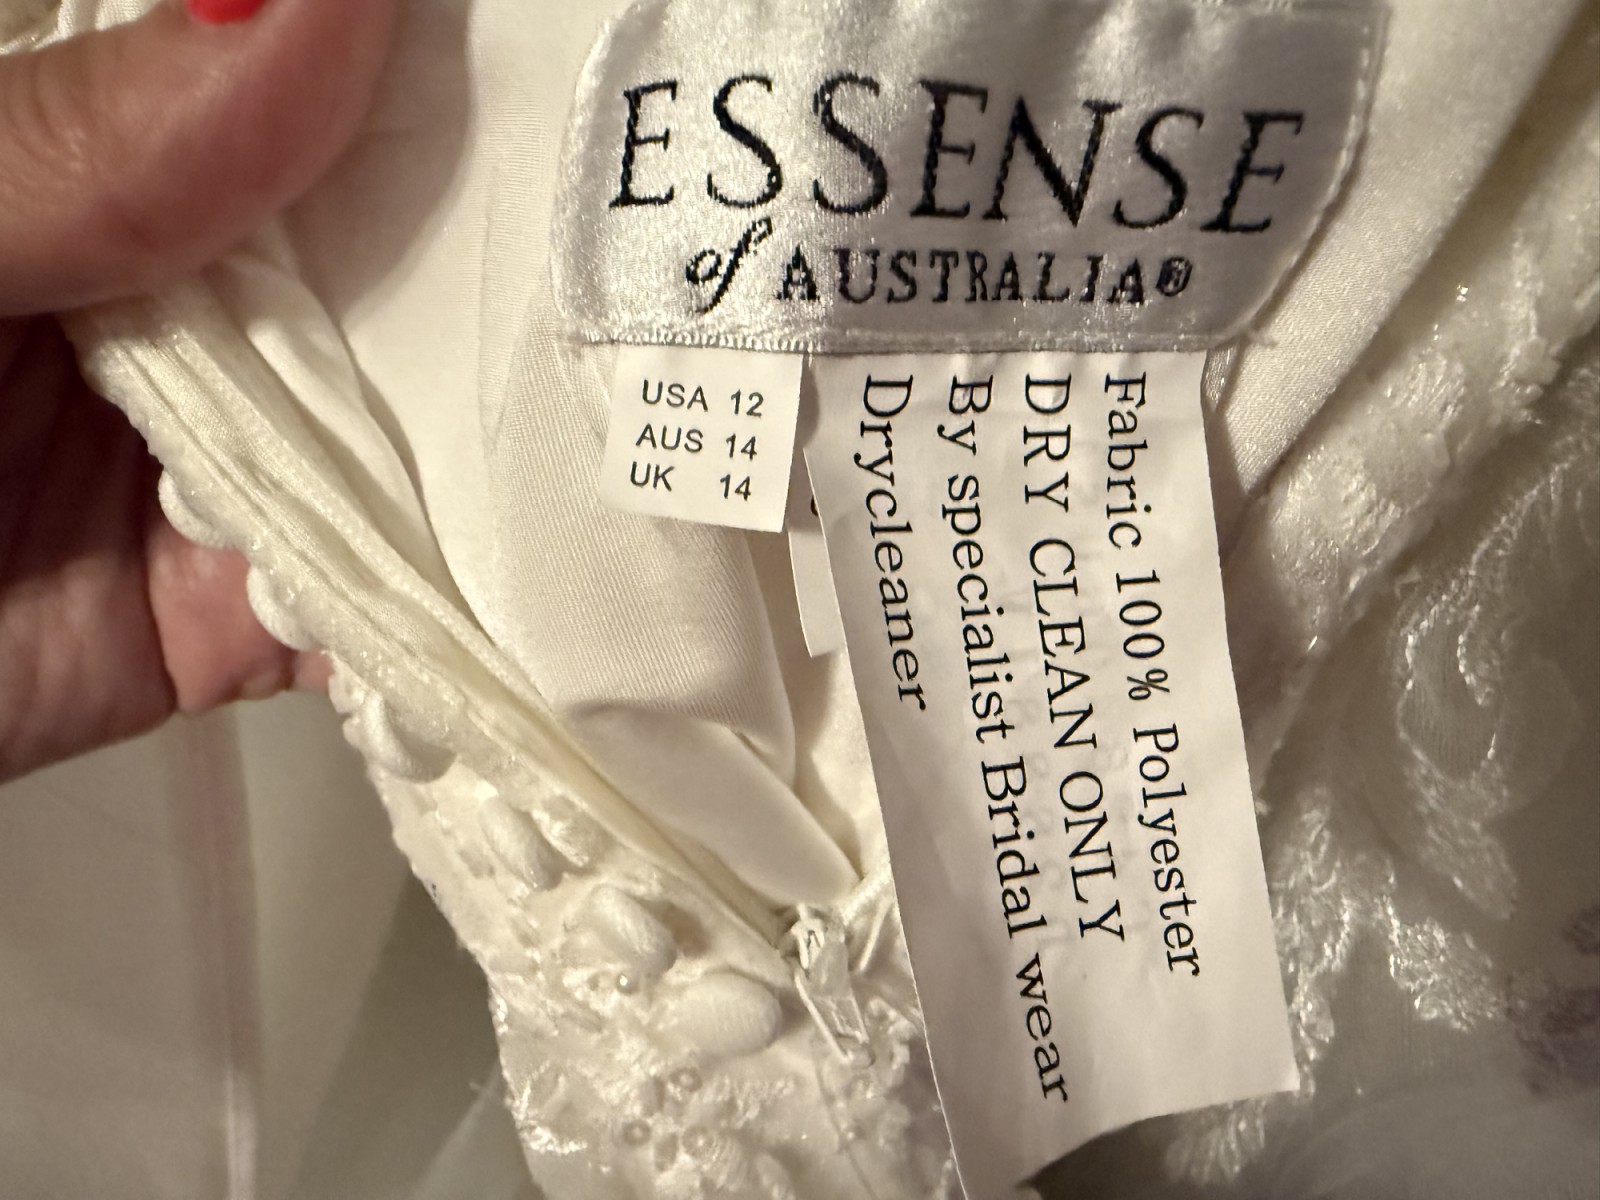 ESSENSE
of AUSTRALIA®
USA 12
AUS 14
UK 14
Fabric 100% Polyester
DRY CLEAN ONLY
By specialist Bridal wear
Drycleaner